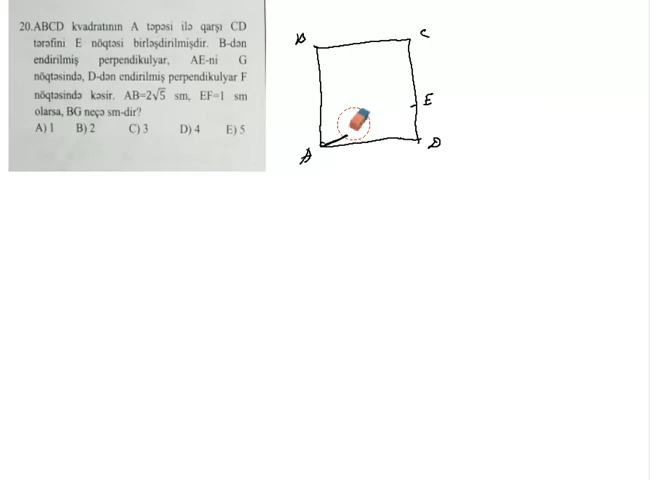 20.ABCD kvadratının A təpəsi ilə qarşı CD
tərəfini E nöqtəsi birləşdirilmişdir. B-dən
endirilmiş perpendikulyar, AE-ni G
nöqtəsində, D-dən endirilmiş perpendikulyar F
nöqtəsində kəsir. AB=2√5 sm, EF=1 sm
olarsa, BG neçə sm-dir?
A) 1 B) 2 C) 3 D) 4 E) 5
C
E
D
A